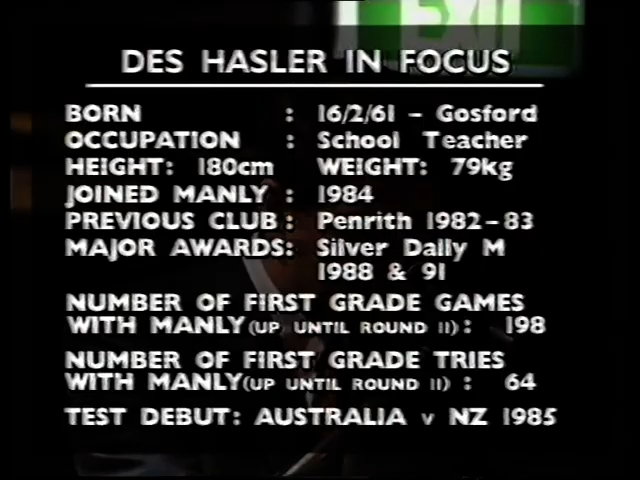 EXIT
DES HASLER IN FOCUS
BORN : 16/2/61 - Gosford
OCCUPATION : School Teacher
HEIGHT: 180cm WEIGHT: 79kg
JOINED MANLY : 1984
PREVIOUS CLUB: Penrith 1982-83
MAJOR AWARDS: Silver Dally M
1988 & 91
NUMBER OF FIRST GRADE GAMES
WITH MANLY (UP UNTIL ROUND 11) : 198
NUMBER OF FIRST GRADE TRIES
WITH MANLY (UP UNTIL ROUND 11) : 64
TEST DEBUT: AUSTRALIA v NZ 1985